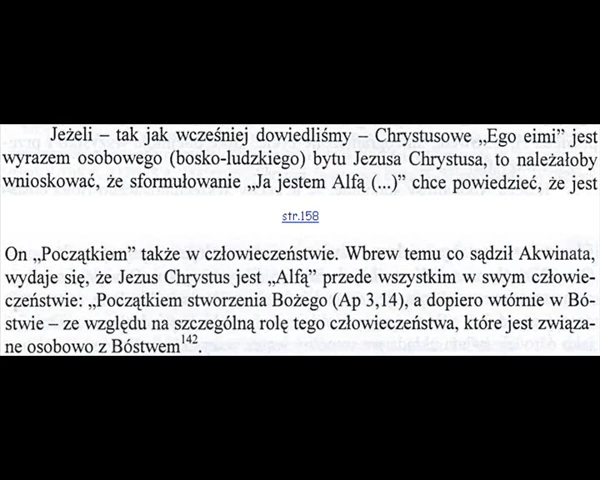 Jeżeli – tak jak wcześniej dowiedliśmy – Chrystusowe „Ego eimi” jest
wyrazem osobowego (bosko-ludzkiego) bytu Jezusa Chrystusa, to należałoby
wnioskować, że sformułowanie „Ja jestem Alfą (...)” chce powiedzieć, że jest
str.158
On „Początkiem” także w człowieczeństwie. Wbrew temu co sądził Akwinata,
wydaje się, że Jezus Chrystus jest „Alfą” przede wszystkim w swym człowie-
czeństwie: „Początkiem stworzenia Bożego (Ap 3,14), a dopiero wtórnie w Bó-
stwie – ze względu na szczególną rolę tego człowieczeństwa, które jest związa-
ne osobowo z Bóstwem142.